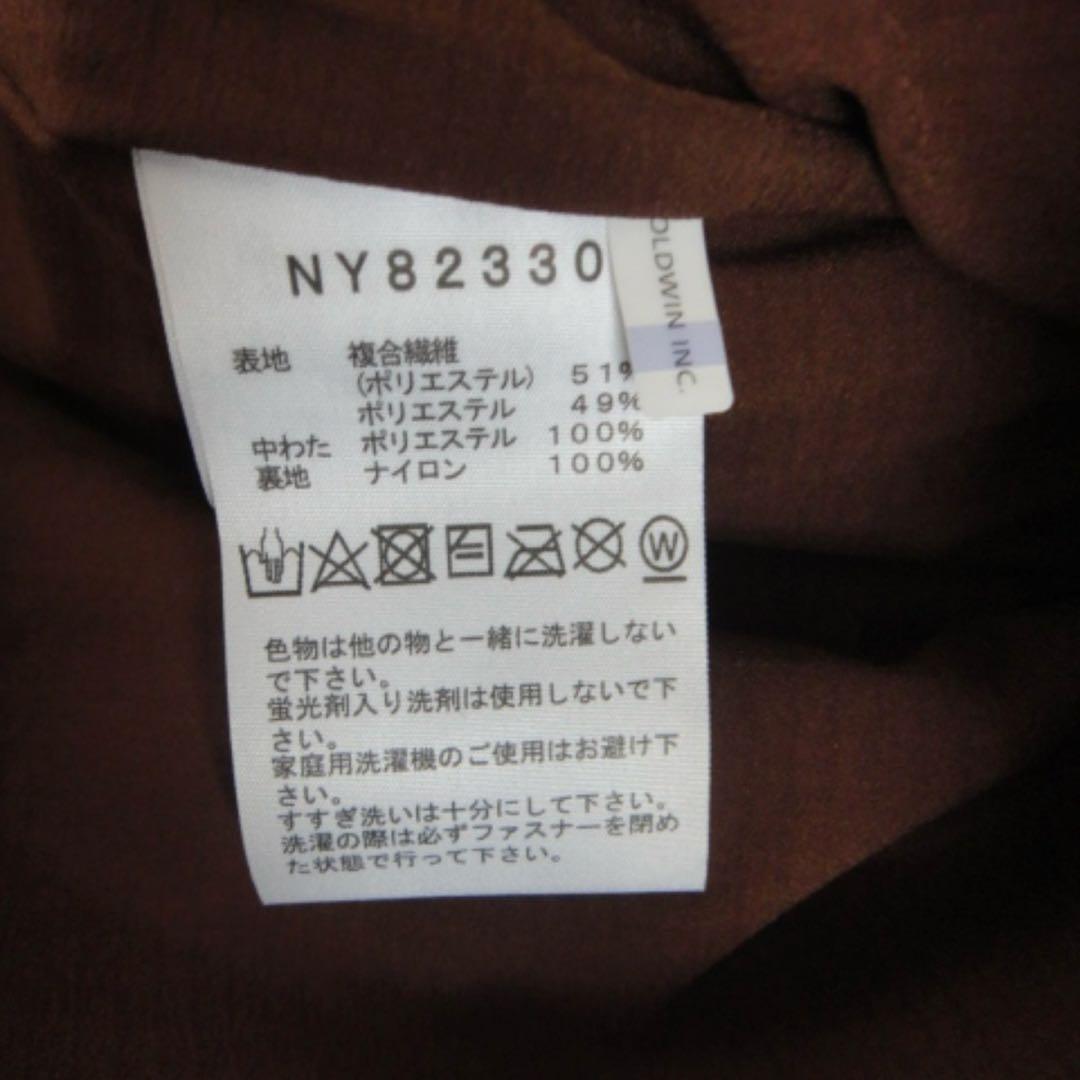 NY82330
OLDWIN INC.
表地 複合繊維
(ポリエステル) 51%
ポリエステル 49%
中わた ポリエステル 100%
裏地 ナイロン 100%
W
色物は他の物と一緒に洗濯しない
で下さい。
蛍光剤入り洗剤は使用しないで下
さい。
家庭用洗濯機のご使用はお避け下
さい。
すすぎ洗いは十分にして下さい。
洗濯の際は必ずファスナーを閉め
た状態で行って下さい。